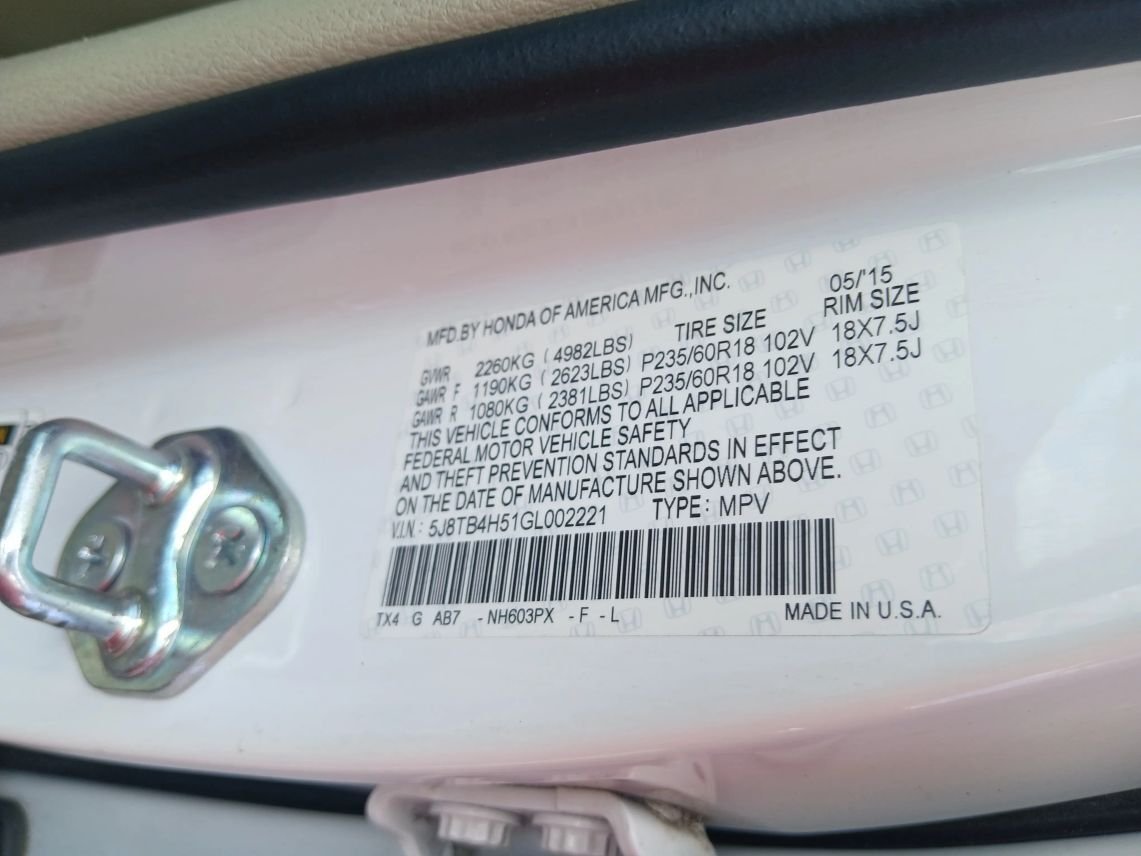 MFD.BY HONDA OF AMERICA MFG.,INC. 05/'15
GVWR 2260KG ( 4982LBS) TIRE SIZE RIM SIZE
GAWR F 1190KG ( 2623LBS) P235/60R18 102V 18X7.5J
GAWR R 1080KG ( 2381LBS) P235/60R18 102V 18X7.5J
THIS VEHICLE CONFORMS TO ALL APPLICABLE
FEDERAL MOTOR VEHICLE SAFETY
AND THEFT PREVENTION STANDARDS IN EFFECT
ON THE DATE OF MANUFACTURE SHOWN ABOVE.
V.I.N.: 5J8TB4H51GL002221 TYPE: MPV
TX4 G AB7 -NH603PX -F -L MADE IN U.S.A.